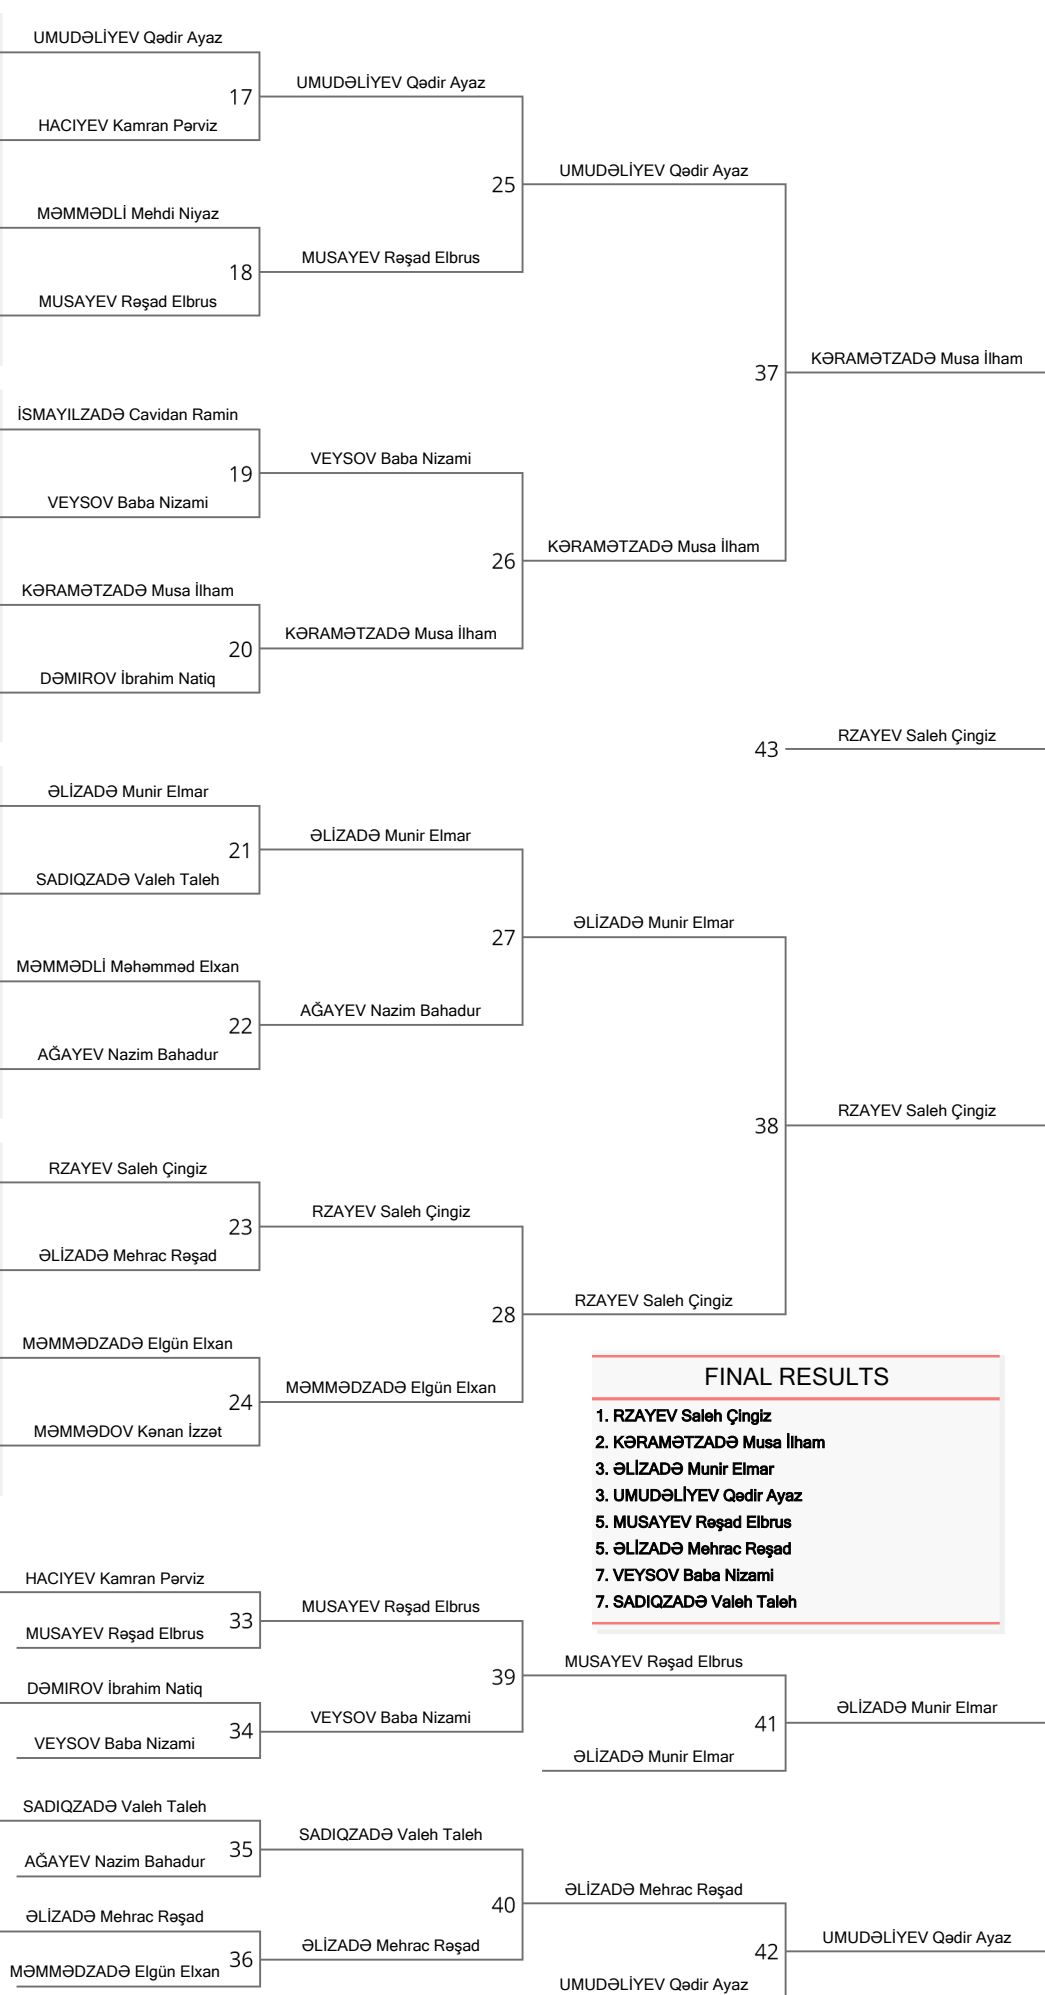 UMUDƏLİYEV Qədir Ayaz
17
UMUDƏLİYEV Qədir Ayaz
HACIYEV Kamran Pərviz
25
UMUDƏLİYEV Qədir Ayaz
MƏMMƏDLİ Mehdi Niyaz
18
MUSAYEV Rəşad Elbrus
MUSAYEV Rəşad Elbrus
37
KƏRAMƏTZADƏ Musa İlham
İSMAYILZADƏ Cavidan Ramin
19
VEYSOV Baba Nizami
VEYSOV Baba Nizami
26
KƏRAMƏTZADƏ Musa İlham
KƏRAMƏTZADƏ Musa İlham
20
KƏRAMƏTZADƏ Musa İlham
DƏMIROV İbrahim Natiq
43
RZAYEV Saleh Çingiz
ƏLİZADƏ Munir Elmar
21
ƏLİZADƏ Munir Elmar
SADIQZADƏ Valeh Taleh
27
ƏLİZADƏ Munir Elmar
MƏMMƏDLİ Məhəmməd Elxan
22
AĞAYEV Nazim Bahadur
AĞAYEV Nazim Bahadur
38
RZAYEV Saleh Çingiz
RZAYEV Saleh Çingiz
23
RZAYEV Saleh Çingiz
ƏLİZADƏ Mehrac Rəşad
28
RZAYEV Saleh Çingiz
MƏMMƏDZADƏ Elgün Elxan
24
MƏMMƏDZADƏ Elgün Elxan
MƏMMƏDOV Kənan İzzət
FINAL RESULTS
1. RZAYEV Saleh Çingiz
2. KƏRAMƏTZADƏ Musa İlham
3. ƏLİZADƏ Munir Elmar
3. UMUDƏLİYEV Qədir Ayaz
5. MUSAYEV Rəşad Elbrus
5. ƏLİZADƏ Mehrac Rəşad
7. VEYSOV Baba Nizami
7. SADIQZADƏ Valeh Taleh
HACIYEV Kamran Pərviz
33
MUSAYEV Rəşad Elbrus
MUSAYEV Rəşad Elbrus
39
MUSAYEV Rəşad Elbrus
DƏMIROV İbrahim Natiq
34
VEYSOV Baba Nizami
VEYSOV Baba Nizami
41
ƏLİZADƏ Munir Elmar
ƏLİZADƏ Munir Elmar
SADIQZADƏ Valeh Taleh
35
SADIQZADƏ Valeh Taleh
AĞAYEV Nazim Bahadur
40
ƏLİZADƏ Mehrac Rəşad
ƏLİZADƏ Mehrac Rəşad
36
ƏLİZADƏ Mehrac Rəşad
MƏMMƏDZADƏ Elgün Elxan
42
UMUDƏLİYEV Qədir Ayaz
UMUDƏLİYEV Qədir Ayaz